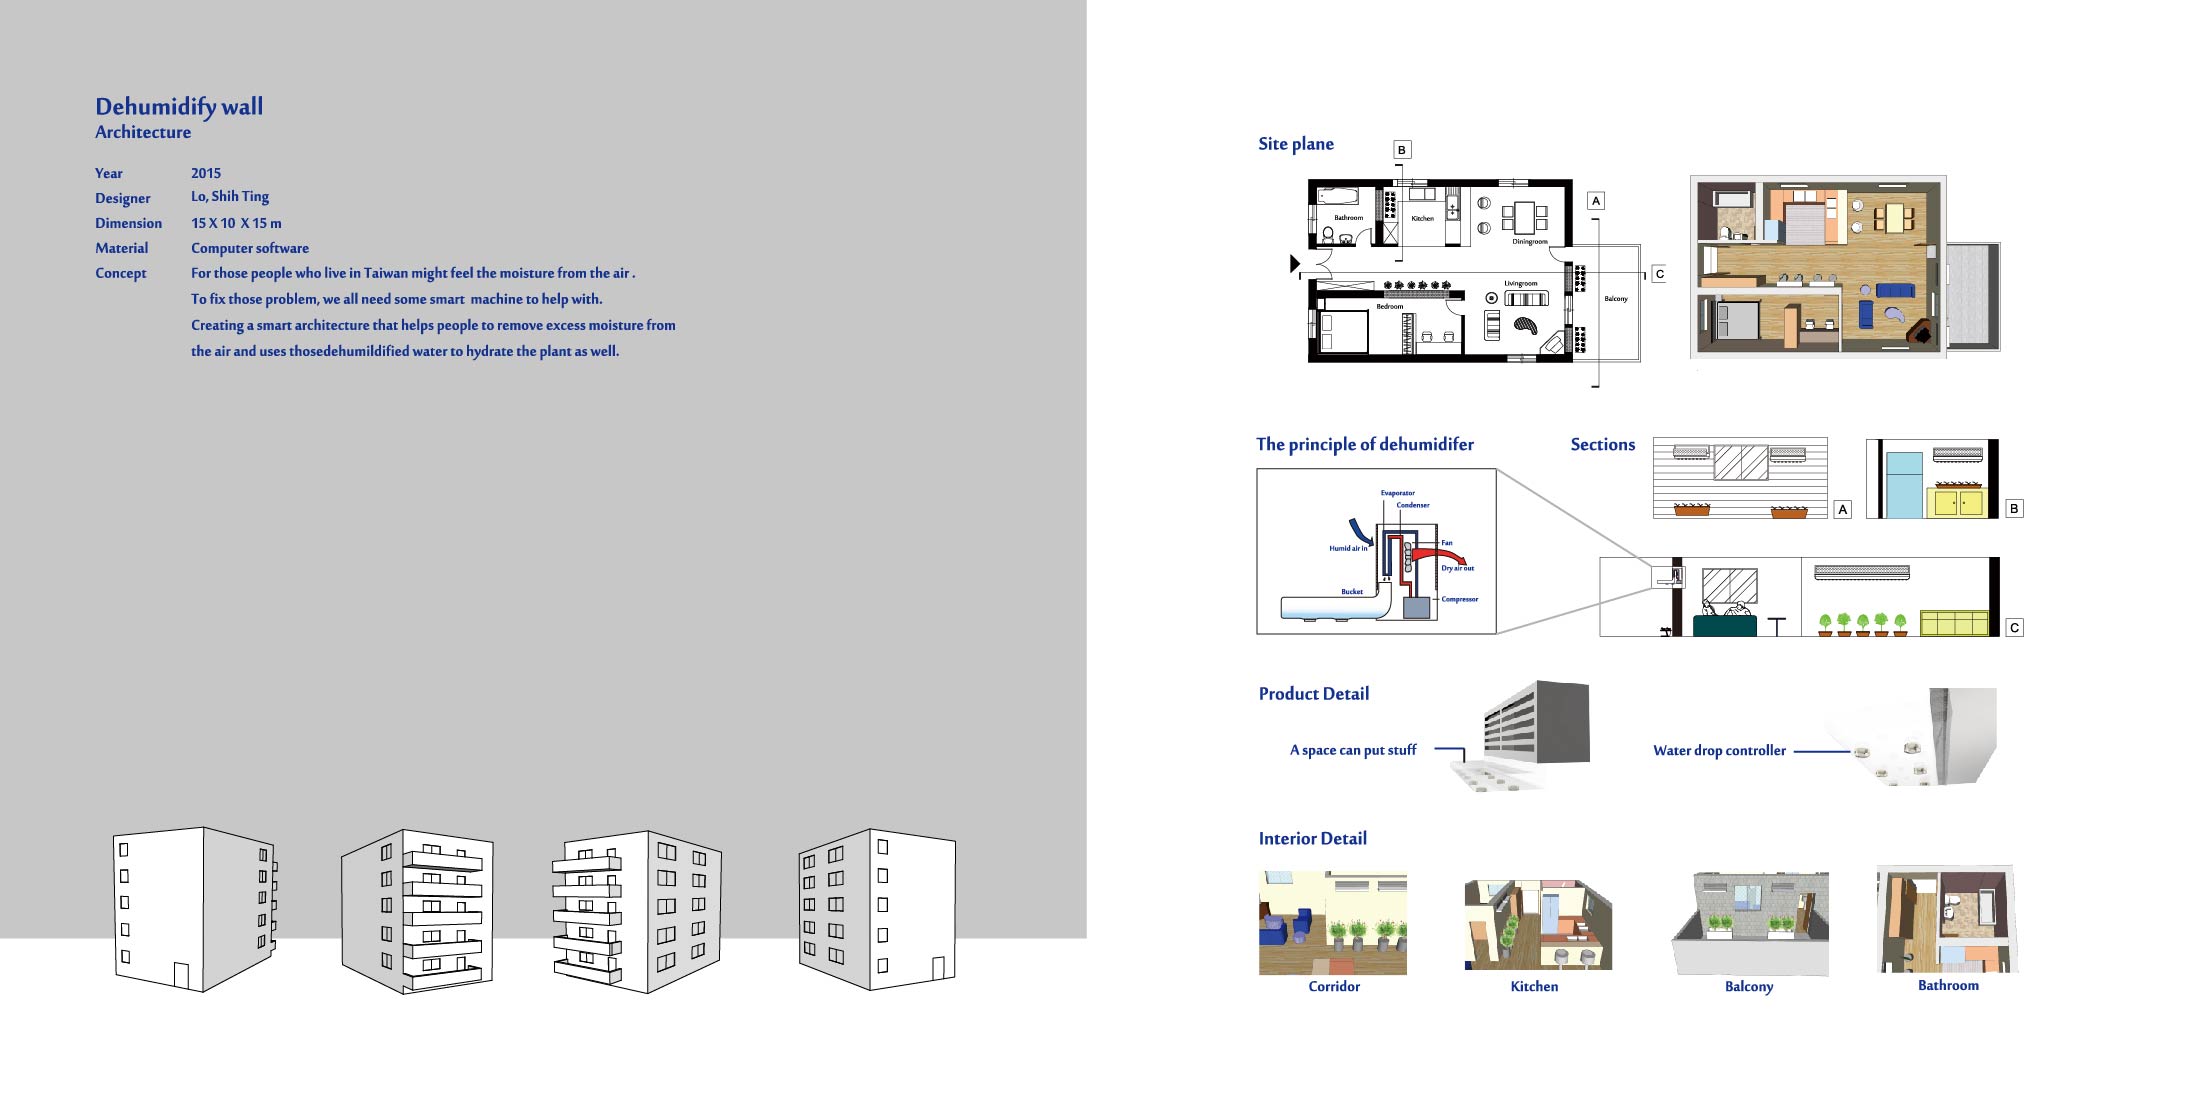 Dehumidify wall
Architecture
Year 2015
Designer Lo, Shih Ting
Dimension 15 X 10 X 15 m
Material Computer software
Concept For those people who live in Taiwan might feel the moisture from the air .
To fix those problem, we all need some smart machine to help with.
Creating a smart architecture that helps people to remove excess moisture from
the air and uses thosedehumildified water to hydrate the plant as well.
Site plane
B
A
Bathroom
Kitchen
Diningroom
C
Livingroom
Balcony
Bedroom
The principle of dehumidifer
Evaporator
Condenser
Humid air in
Fan
Dry air out
Bucket
Compressor
Sections
A
B
C
Product Detail
A space can put stuff
Water drop controller
Interior Detail
Corridor
Kitchen
Balcony
Bathroom